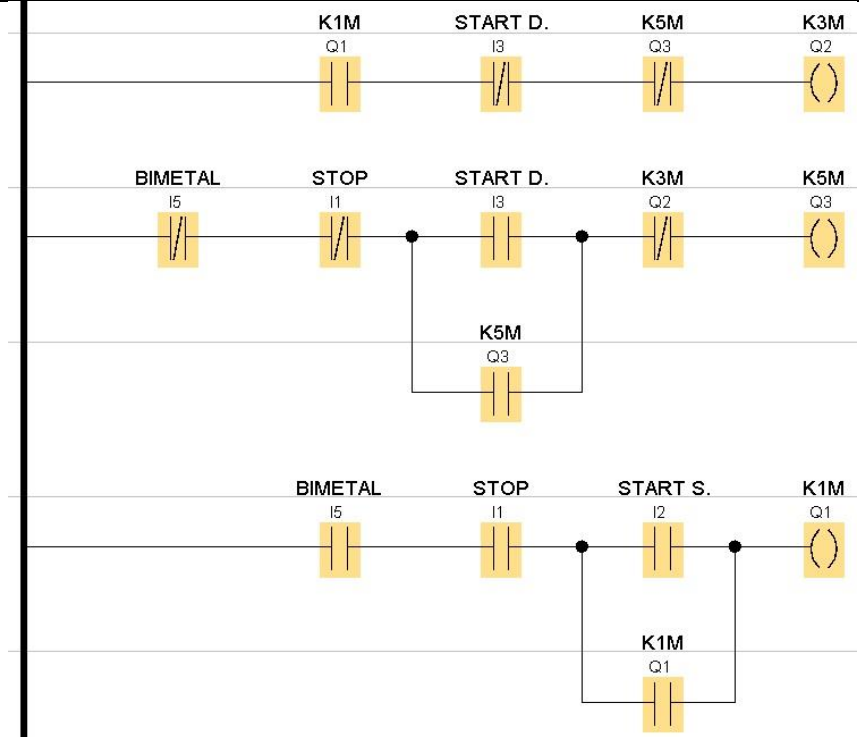 K1M START D. K5M K3M
Q1 I3 Q3 Q2
BIMETAL STOP START D. K3M K5M
I5 I1 I3 Q2 Q3
K5M
Q3
BIMETAL STOP START S. K1M
I5 I1 I2 Q1
K1M
Q1